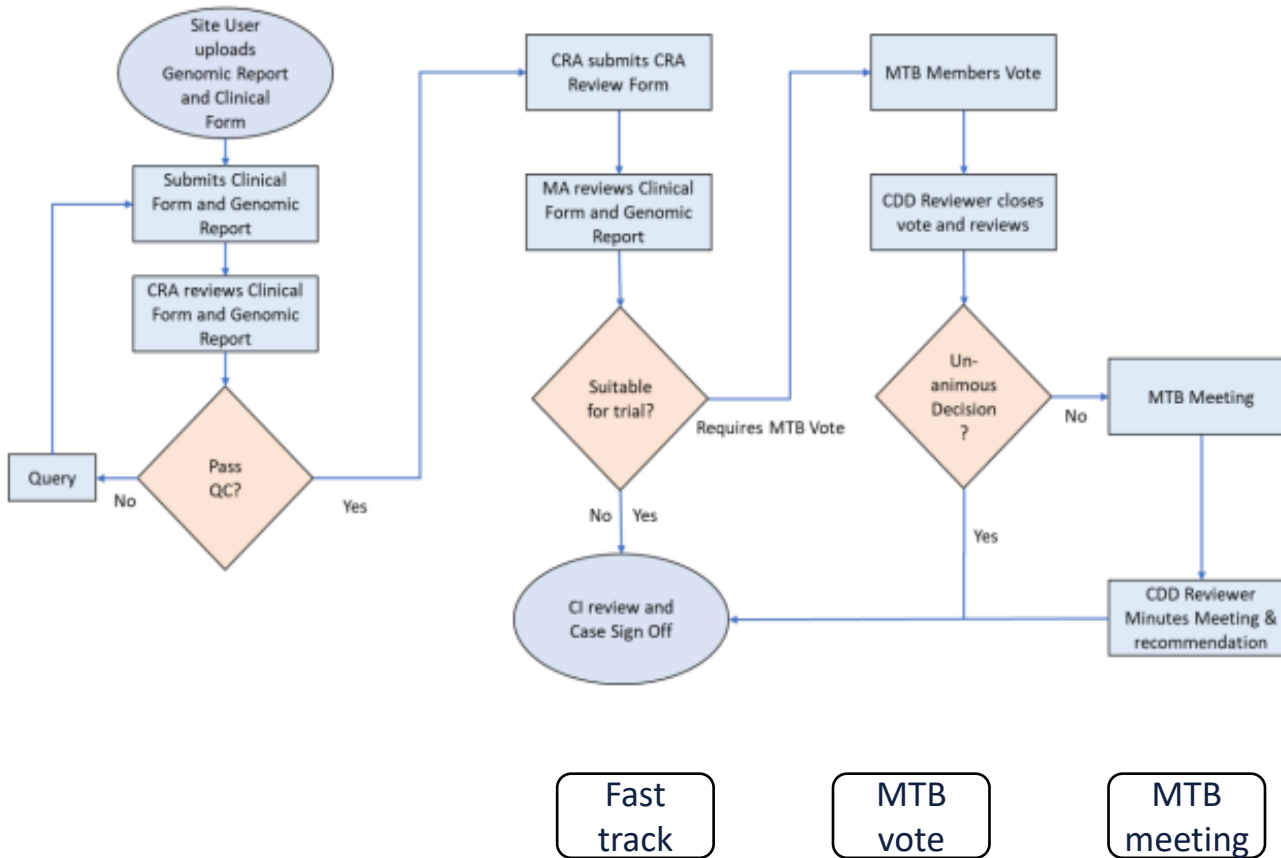 Site User
uploads
Genomic Report
and Clinical
Form
Submits Clinical
Form and Genomic
Report
CRA reviews Clinical
Form and Genomic
Report
Pass
QC?
No
Query
Yes
CRA submits CRA
Review Form
MA reviews Clinical
Form and Genomic
Report
Suitable
for trial?
Requires MTB Vote
No Yes
CI review and
Case Sign Off
MTB Members Vote
CDD Reviewer closes
vote and reviews
Un-
animous
Decision
?
No
Yes
MTB Meeting
CDD Reviewer
Minutes Meeting &
recommendation
Fast
track
MTB
vote
MTB
meeting